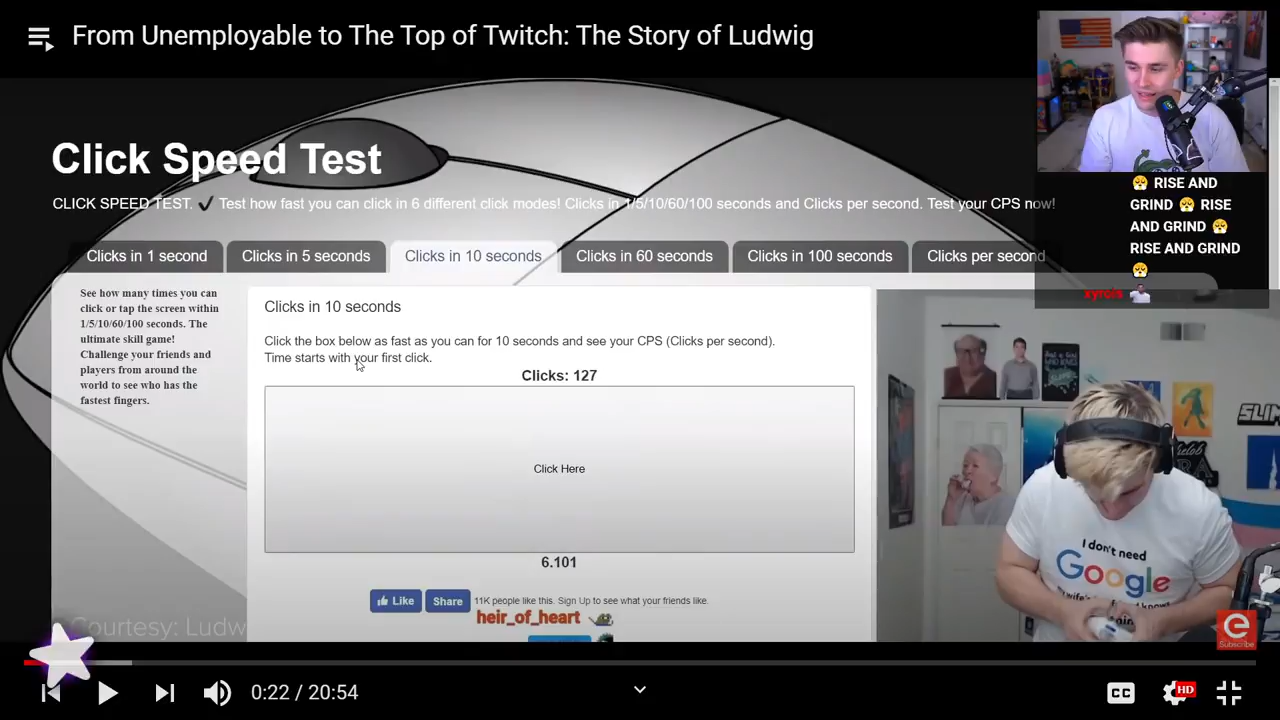 From Unemployable to The Top of Twitch: The Story of Ludwig
Click Speed Test
CLICK SPEED TEST. ✔ Test how fast you can click in 6 different click modes! Clicks in 1/5/10/60/100 seconds and Clicks per second. Test your CPS now!
😤 RISE AND
GRIND 😤 RISE
AND GRIND 😤
RISE AND GRIND
😤
xyrois
Clicks in 1 second
Clicks in 5 seconds
Clicks in 10 seconds
Clicks in 60 seconds
Clicks in 100 seconds
Clicks per second
See how many times you can
click or tap the screen within
1/5/10/60/100 seconds. The
ultimate skill game!
Challenge your friends and
players from around the
world to see who has the
fastest fingers.
Clicks in 10 seconds
Click the box below as fast as you can for 10 seconds and see your CPS (Clicks per second).
Time starts with your first click.
Clicks: 127
Click Here
6.101
Like
Share
11K people like this. Sign Up to see what your friends like.
heir_of_heart
SLIM
I don't need
Google
Courtesy: Ludw
e
Subscribe
0:22 / 20:54
CC
HD